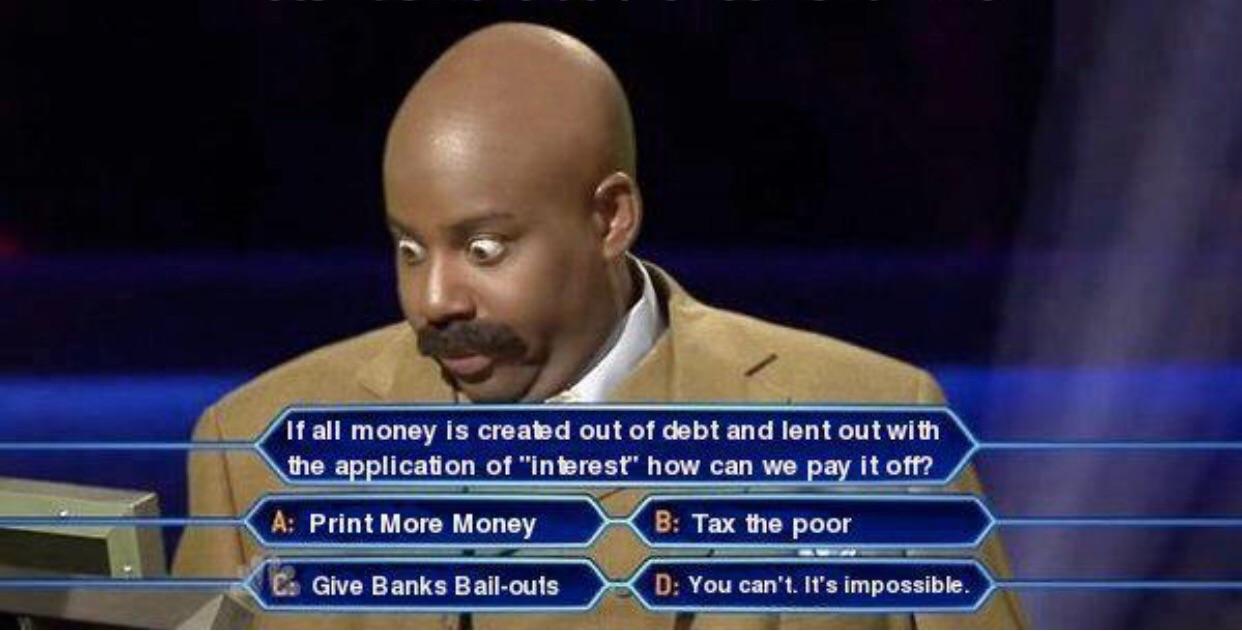 If all money is created out of debt and lent out with
the application of "interest" how can we pay it off?
A: Print More Money
B: Tax the poor
C: Give Banks Bail-outs
D: You can't. It's impossible.